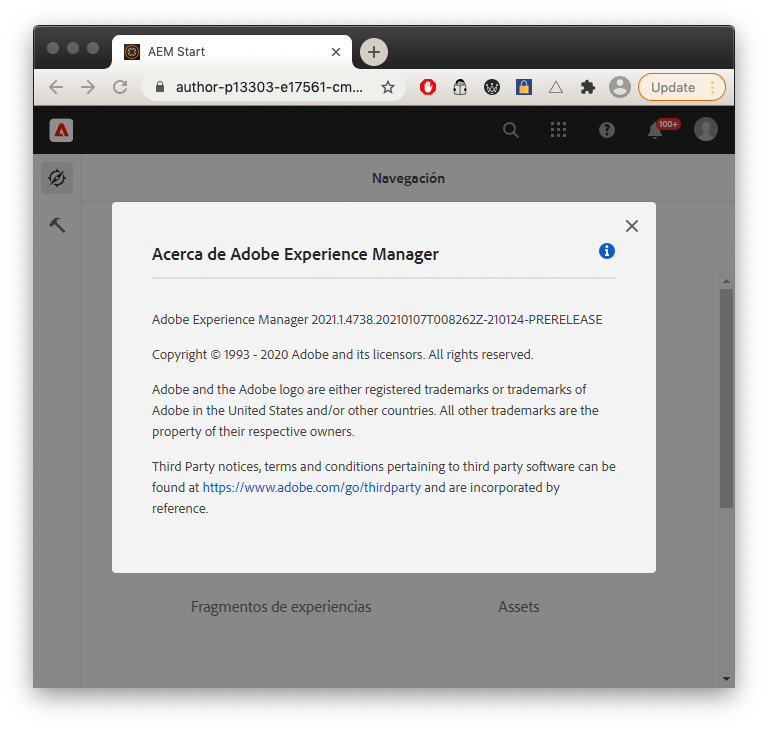 AEM Start
author-p13303-e17561-cm...
Update
100+
Navegación
Acerca de Adobe Experience Manager
Adobe Experience Manager 2021.1.4738.20210107T008262Z-210124-PRERELEASE
Copyright © 1993 - 2020 Adobe and its licensors. All rights reserved.
Adobe and the Adobe logo are either registered trademarks or trademarks of
Adobe in the United States and/or other countries. All other trademarks are the
property of their respective owners.
Third Party notices, terms and conditions pertaining to third party software can be
found at https://www.adobe.com/go/thirdparty and are incorporated by
reference.
Fragmentos de experiencias
Assets